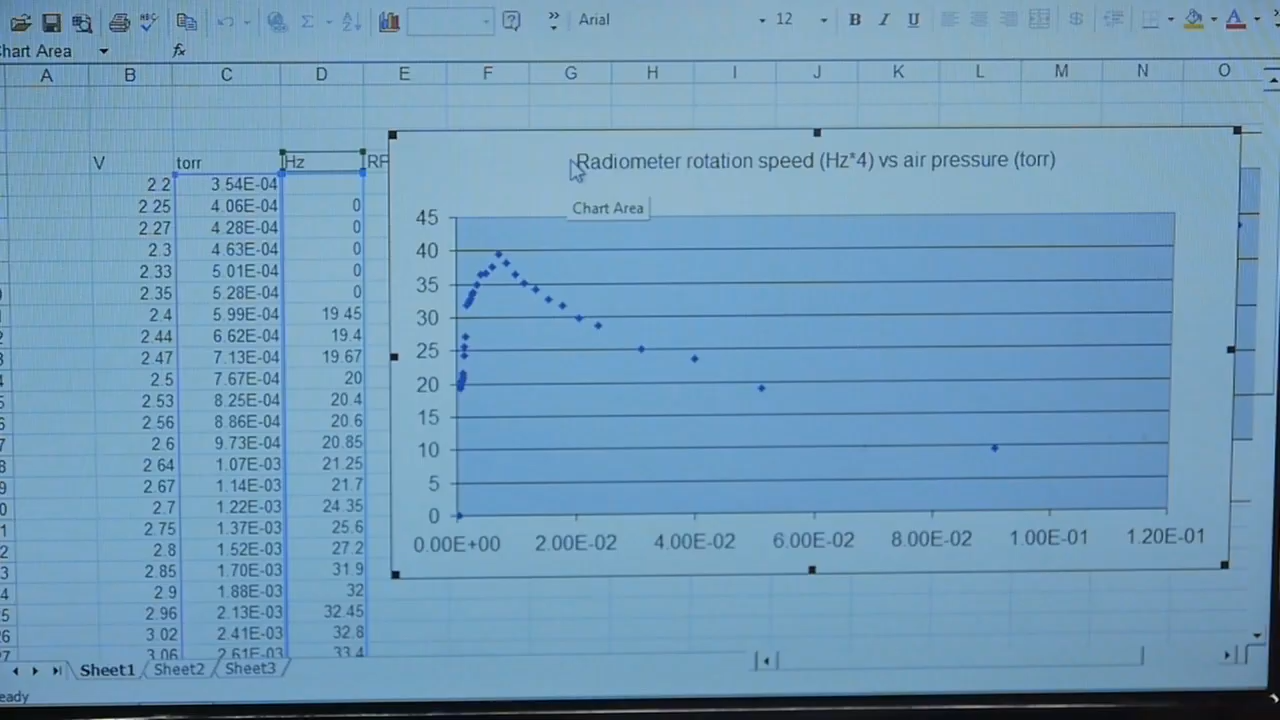 Arial 12 B I U
Chart Area fx
A B C D E F G H I J K L M N O
V torr Hz RF
2.2 3.54E-04
2.25 4.06E-04 0
2.27 4.28E-04 0
2.3 4.63E-04 0
2.33 5.01E-04 0
2.35 5.28E-04 0
2.4 5.99E-04 19.45
2.44 6.62E-04 19.4
2.47 7.13E-04 19.67
2.5 7.67E-04 20
2.53 8.25E-04 20.4
2.56 8.86E-04 20.6
2.6 9.73E-04 20.85
2.64 1.07E-03 21.25
2.67 1.14E-03 21.7
2.7 1.22E-03 24.35
2.75 1.37E-03 25.6
2.8 1.52E-03 27.2
2.85 1.70E-03 31.9
2.9 1.88E-03 32
2.96 2.13E-03 32.45
3.02 2.41E-03 32.8
3.06 2.61E-03 33.4
Radiometer rotation speed (Hz*4) vs air pressure (torr)
Chart Area
45
40
35
30
25
20
15
10
5
0
0.00E+00 2.00E-02 4.00E-02 6.00E-02 8.00E-02 1.00E-01 1.20E-01
Sheet1 Sheet2 Sheet3
eady